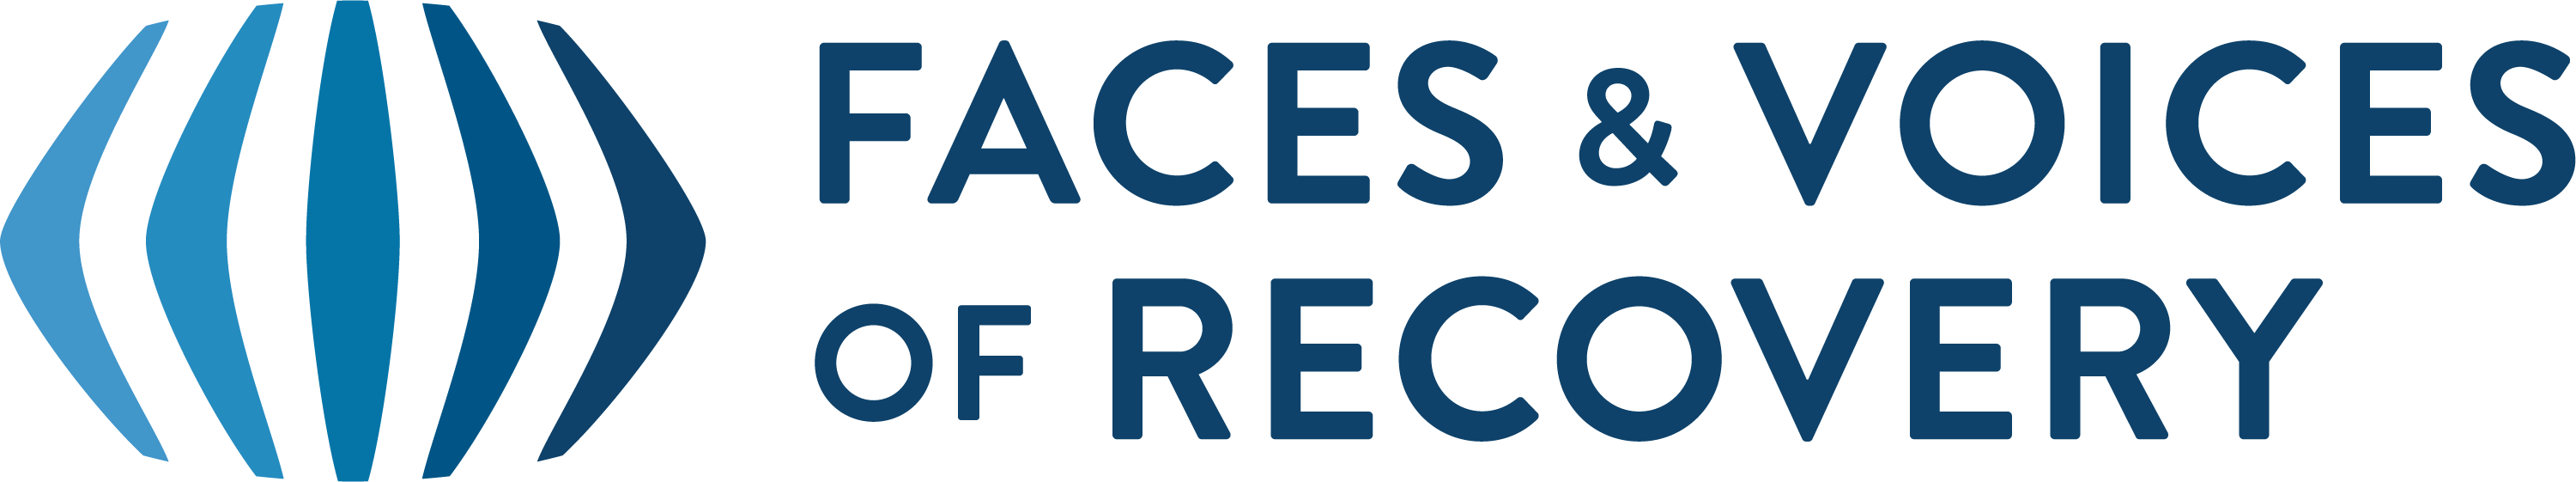 FACES & VOICES
OF RECOVERY